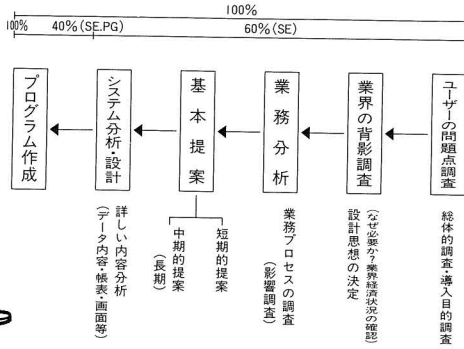 100%
100%
40%(SE.PG)
60%(SE)
ユーザーの問題点調査
総体的調査・導入目的調査
業界の背影調査
(なぜ必要か?業界経済状況の確認)
設計思想の決定
業務分析
業務プロセスの調査
(影響調査)
基本提案
短期的提案
中期的提案
(長期)
システム分析・設計
詳しい内容分析
(データ内容・帳表・画面等)
プログラム作成